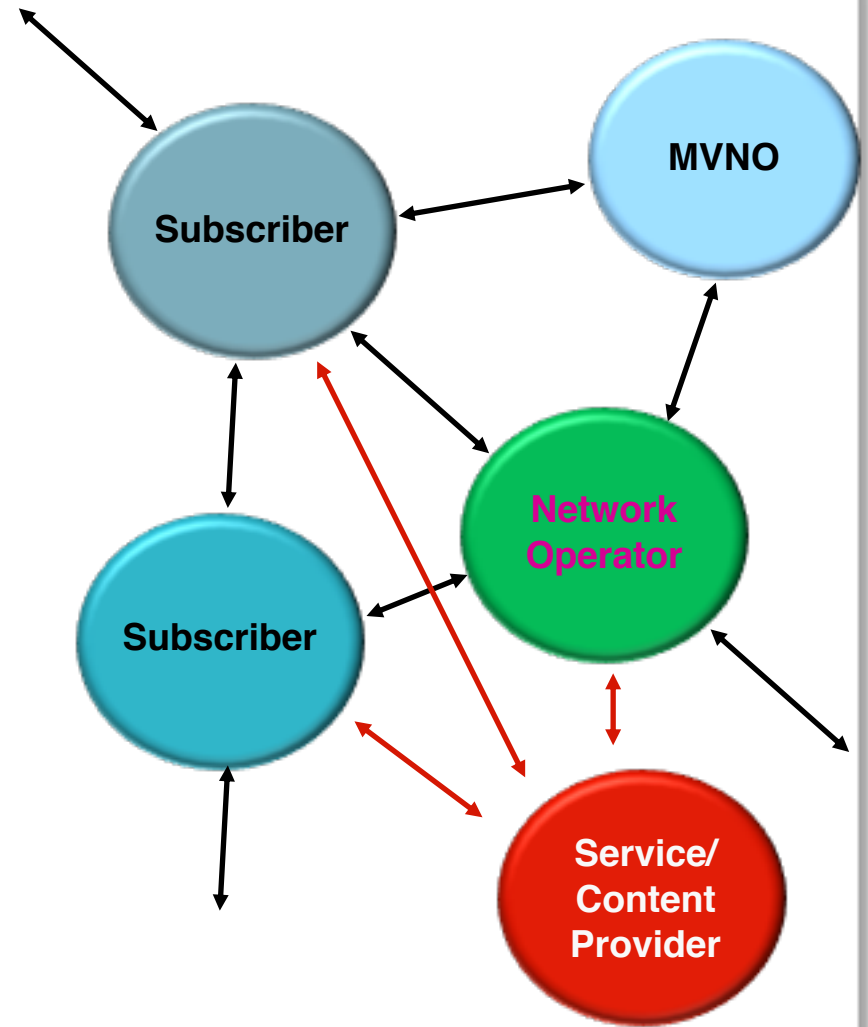 MVNO
Subscriber
Network
Operator
Subscriber
Service/
Content
Provider